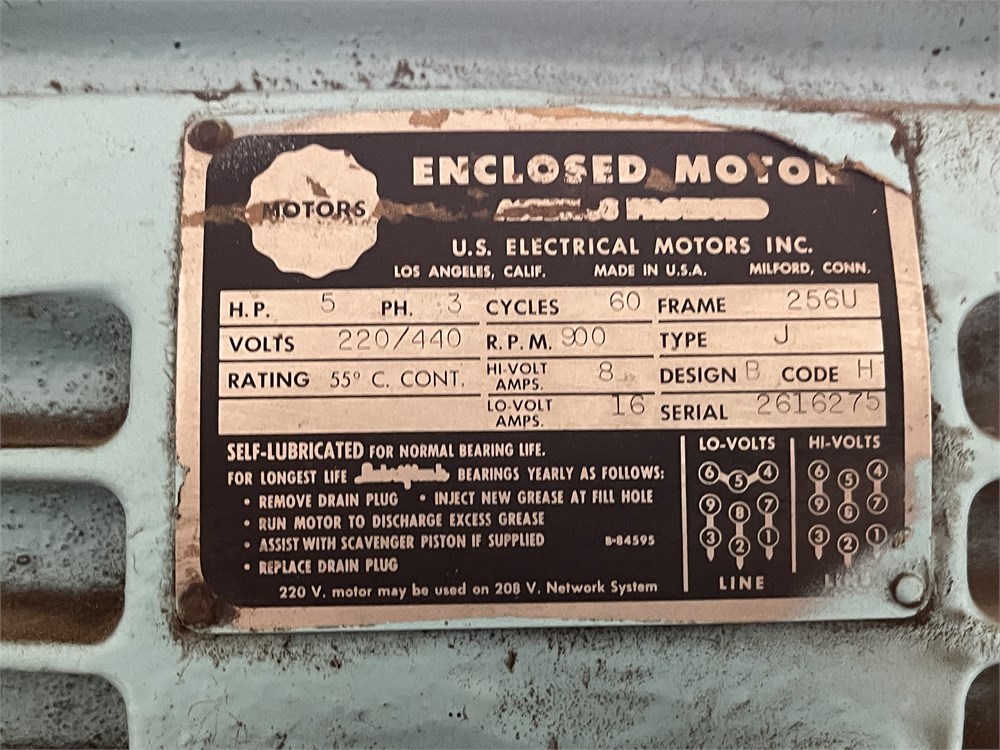 MOTORS
ENCLOSED MOTOR
U.S. ELECTRICAL MOTORS INC.
LOS ANGELES, CALIF. MADE IN U.S.A. MILFORD, CONN.
H.P. 5 PH. 3 CYCLES 60 FRAME 256U
VOLTS 220/440 R.P.M. 900 TYPE J
RATING 55° C. CONT. HI-VOLT AMPS. 8 DESIGN B CODE H
LO-VOLT AMPS. 16 SERIAL 2616275
SELF-LUBRICATED FOR NORMAL BEARING LIFE.
FOR LONGEST LIFE BEARINGS YEARLY AS FOLLOWS:
• REMOVE DRAIN PLUG • INJECT NEW GREASE AT FILL HOLE
• RUN MOTOR TO DISCHARGE EXCESS GREASE
• ASSIST WITH SCAVENGER PISTON IF SUPPLIED B-84595
• REPLACE DRAIN PLUG
220 V. motor may be used on 208 V. Network System
LO-VOLTS HI-VOLTS
6 5 4 6 5 4
9 8 7 9 8 7
3 2 1 3 2 1
LINE LINE